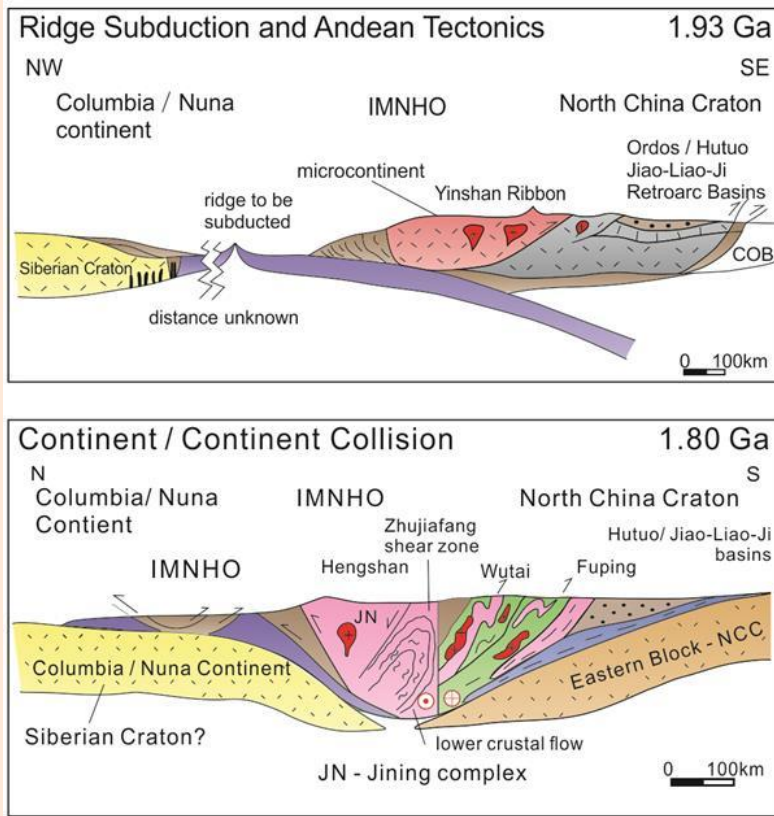 Ridge Subduction and Andean Tectonics 1.93 Ga
NW SE
Columbia / Nuna
continent
IMNHO
North China Craton
Ordos / Hutuo
Jiao-Liao-Ji
Retroarc Basins
microcontinent
Yinshan Ribbon
ridge to be
subducted
Siberian Craton
COB
distance unknown
0 100km
Continent / Continent Collision 1.80 Ga
N S
Columbia/ Nuna
Contient
IMNHO
North China Craton
Zhujiafang
shear zone
Hutuo/ Jiao-Liao-Ji
basins
IMNHO
Hengshan
Wutai
Fuping
JN
Columbia / Nuna Continent
Eastern Block - NCC
Siberian Craton?
lower crustal flow
JN - Jining complex
0 100km